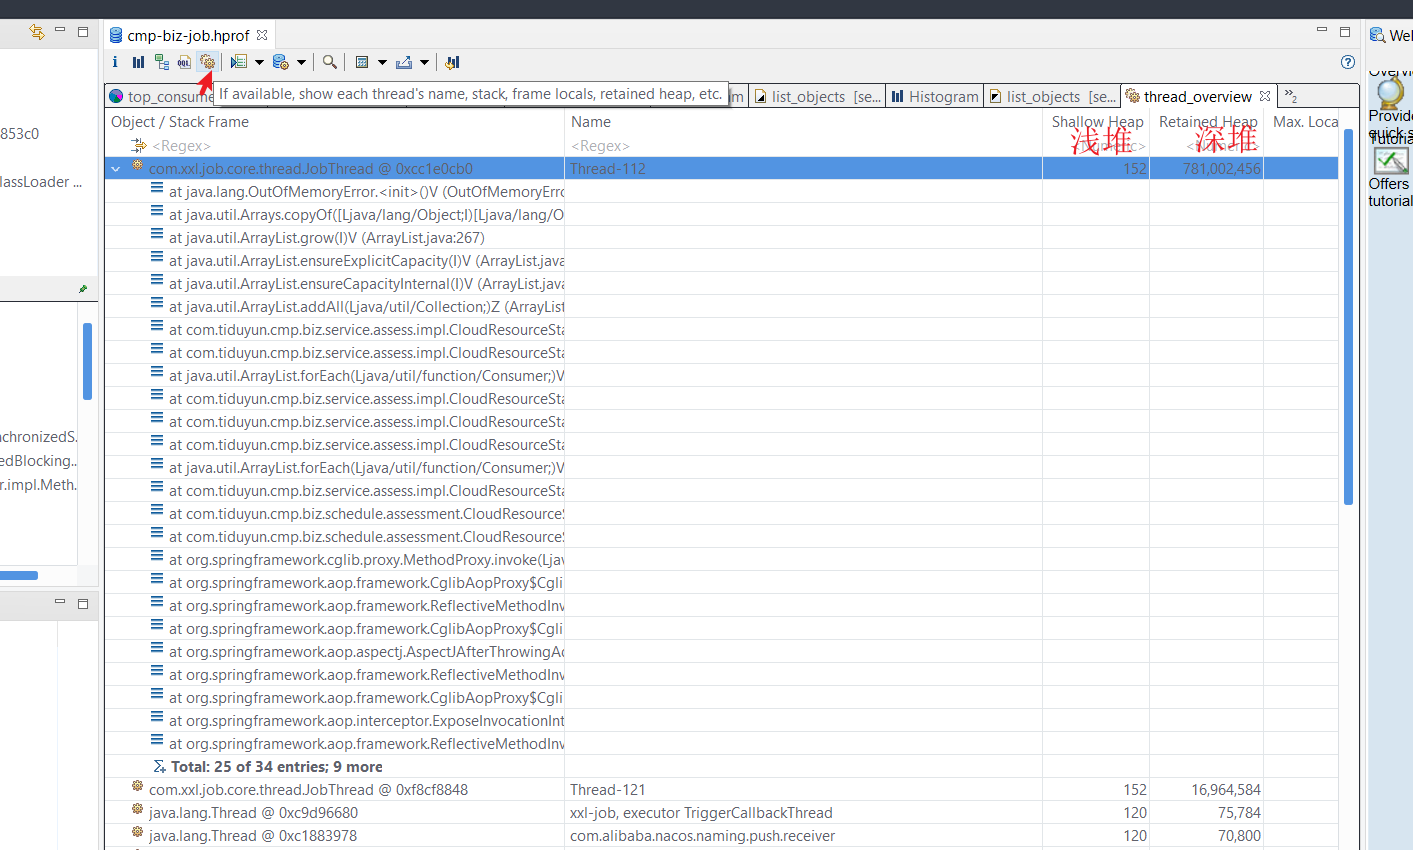 cmp-biz-job.hprof
Wel
If available, show each thread's name, stack, frame locals, retained heap, etc.
top_consume
list_objects [se...
Histogram
list_objects [se...
thread_overview
»2
853c0
lassLoader ...
nchronizedS.
edBlocking..
r.impl.Meth.
Object / Stack Frame Name Shallow Heap Retained Heap Max. Loca
<Regex> <Regex>
浅堆 深堆
com.xxl.job.core.thread.JobThread @ 0xcc1e0cb0 Thread-112 152 781,002,456
at java.lang.OutOfMemoryError.<init>()V (OutOfMemoryErro
at java.util.Arrays.copyOf([Ljava/lang/Object;I)[Ljava/lang/O
at java.util.ArrayList.grow(I)V (ArrayList.java:267)
at java.util.ArrayList.ensureExplicitCapacity(I)V (ArrayList.java
at java.util.ArrayList.ensureCapacityInternal(I)V (ArrayList.java
at java.util.ArrayList.addAll(Ljava/util/Collection;)Z (ArrayList
at com.tiduyun.cmp.biz.service.assess.impl.CloudResourceSta
at com.tiduyun.cmp.biz.service.assess.impl.CloudResourceSta
at java.util.ArrayList.forEach(Ljava/util/function/Consumer;)V
at com.tiduyun.cmp.biz.service.assess.impl.CloudResourceSta
at com.tiduyun.cmp.biz.service.assess.impl.CloudResourceSta
at com.tiduyun.cmp.biz.service.assess.impl.CloudResourceSta
at java.util.ArrayList.forEach(Ljava/util/function/Consumer;)V
at com.tiduyun.cmp.biz.service.assess.impl.CloudResourceSta
at com.tiduyun.cmp.biz.schedule.assessment.CloudResourceS
at com.tiduyun.cmp.biz.schedule.assessment.CloudResourceS
at org.springframework.cglib.proxy.MethodProxy.invoke(Ljav
at org.springframework.aop.framework.CglibAopProxy$Cgli
at org.springframework.aop.framework.ReflectiveMethodInv
at org.springframework.aop.framework.CglibAopProxy$Cgli
at org.springframework.aop.aspectj.AspectJAfterThrowingAd
at org.springframework.aop.framework.ReflectiveMethodInv
at org.springframework.aop.framework.CglibAopProxy$Cgli
at org.springframework.aop.interceptor.ExposeInvocationInt
at org.springframework.aop.framework.ReflectiveMethodInv
Total: 25 of 34 entries; 9 more
com.xxl.job.core.thread.JobThread @ 0xf8cf8848 Thread-121 152 16,964,584
java.lang.Thread @ 0xc9d96680 xxl-job, executor TriggerCallbackThread 120 75,784
java.lang.Thread @ 0xc1883978 com.alibaba.nacos.naming.push.receiver 120 70,800
Overvi
Provide
quick s
Tutoria
Offers
tutorial